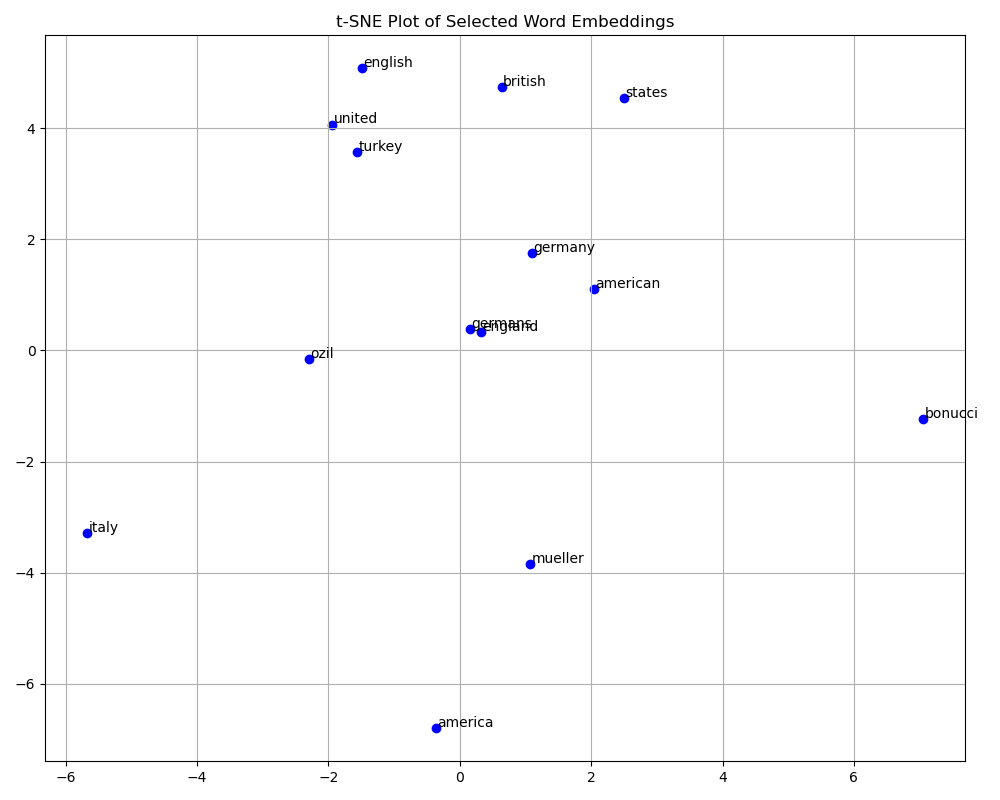 t-SNE Plot of Selected Word Embeddings
english
british
states
united
4
turkey
2
germany
american
germans
england
0
ozil
bonucci
−2
italy
mueller
−4
−6
america
−6 −4 −2 0 2 4 6